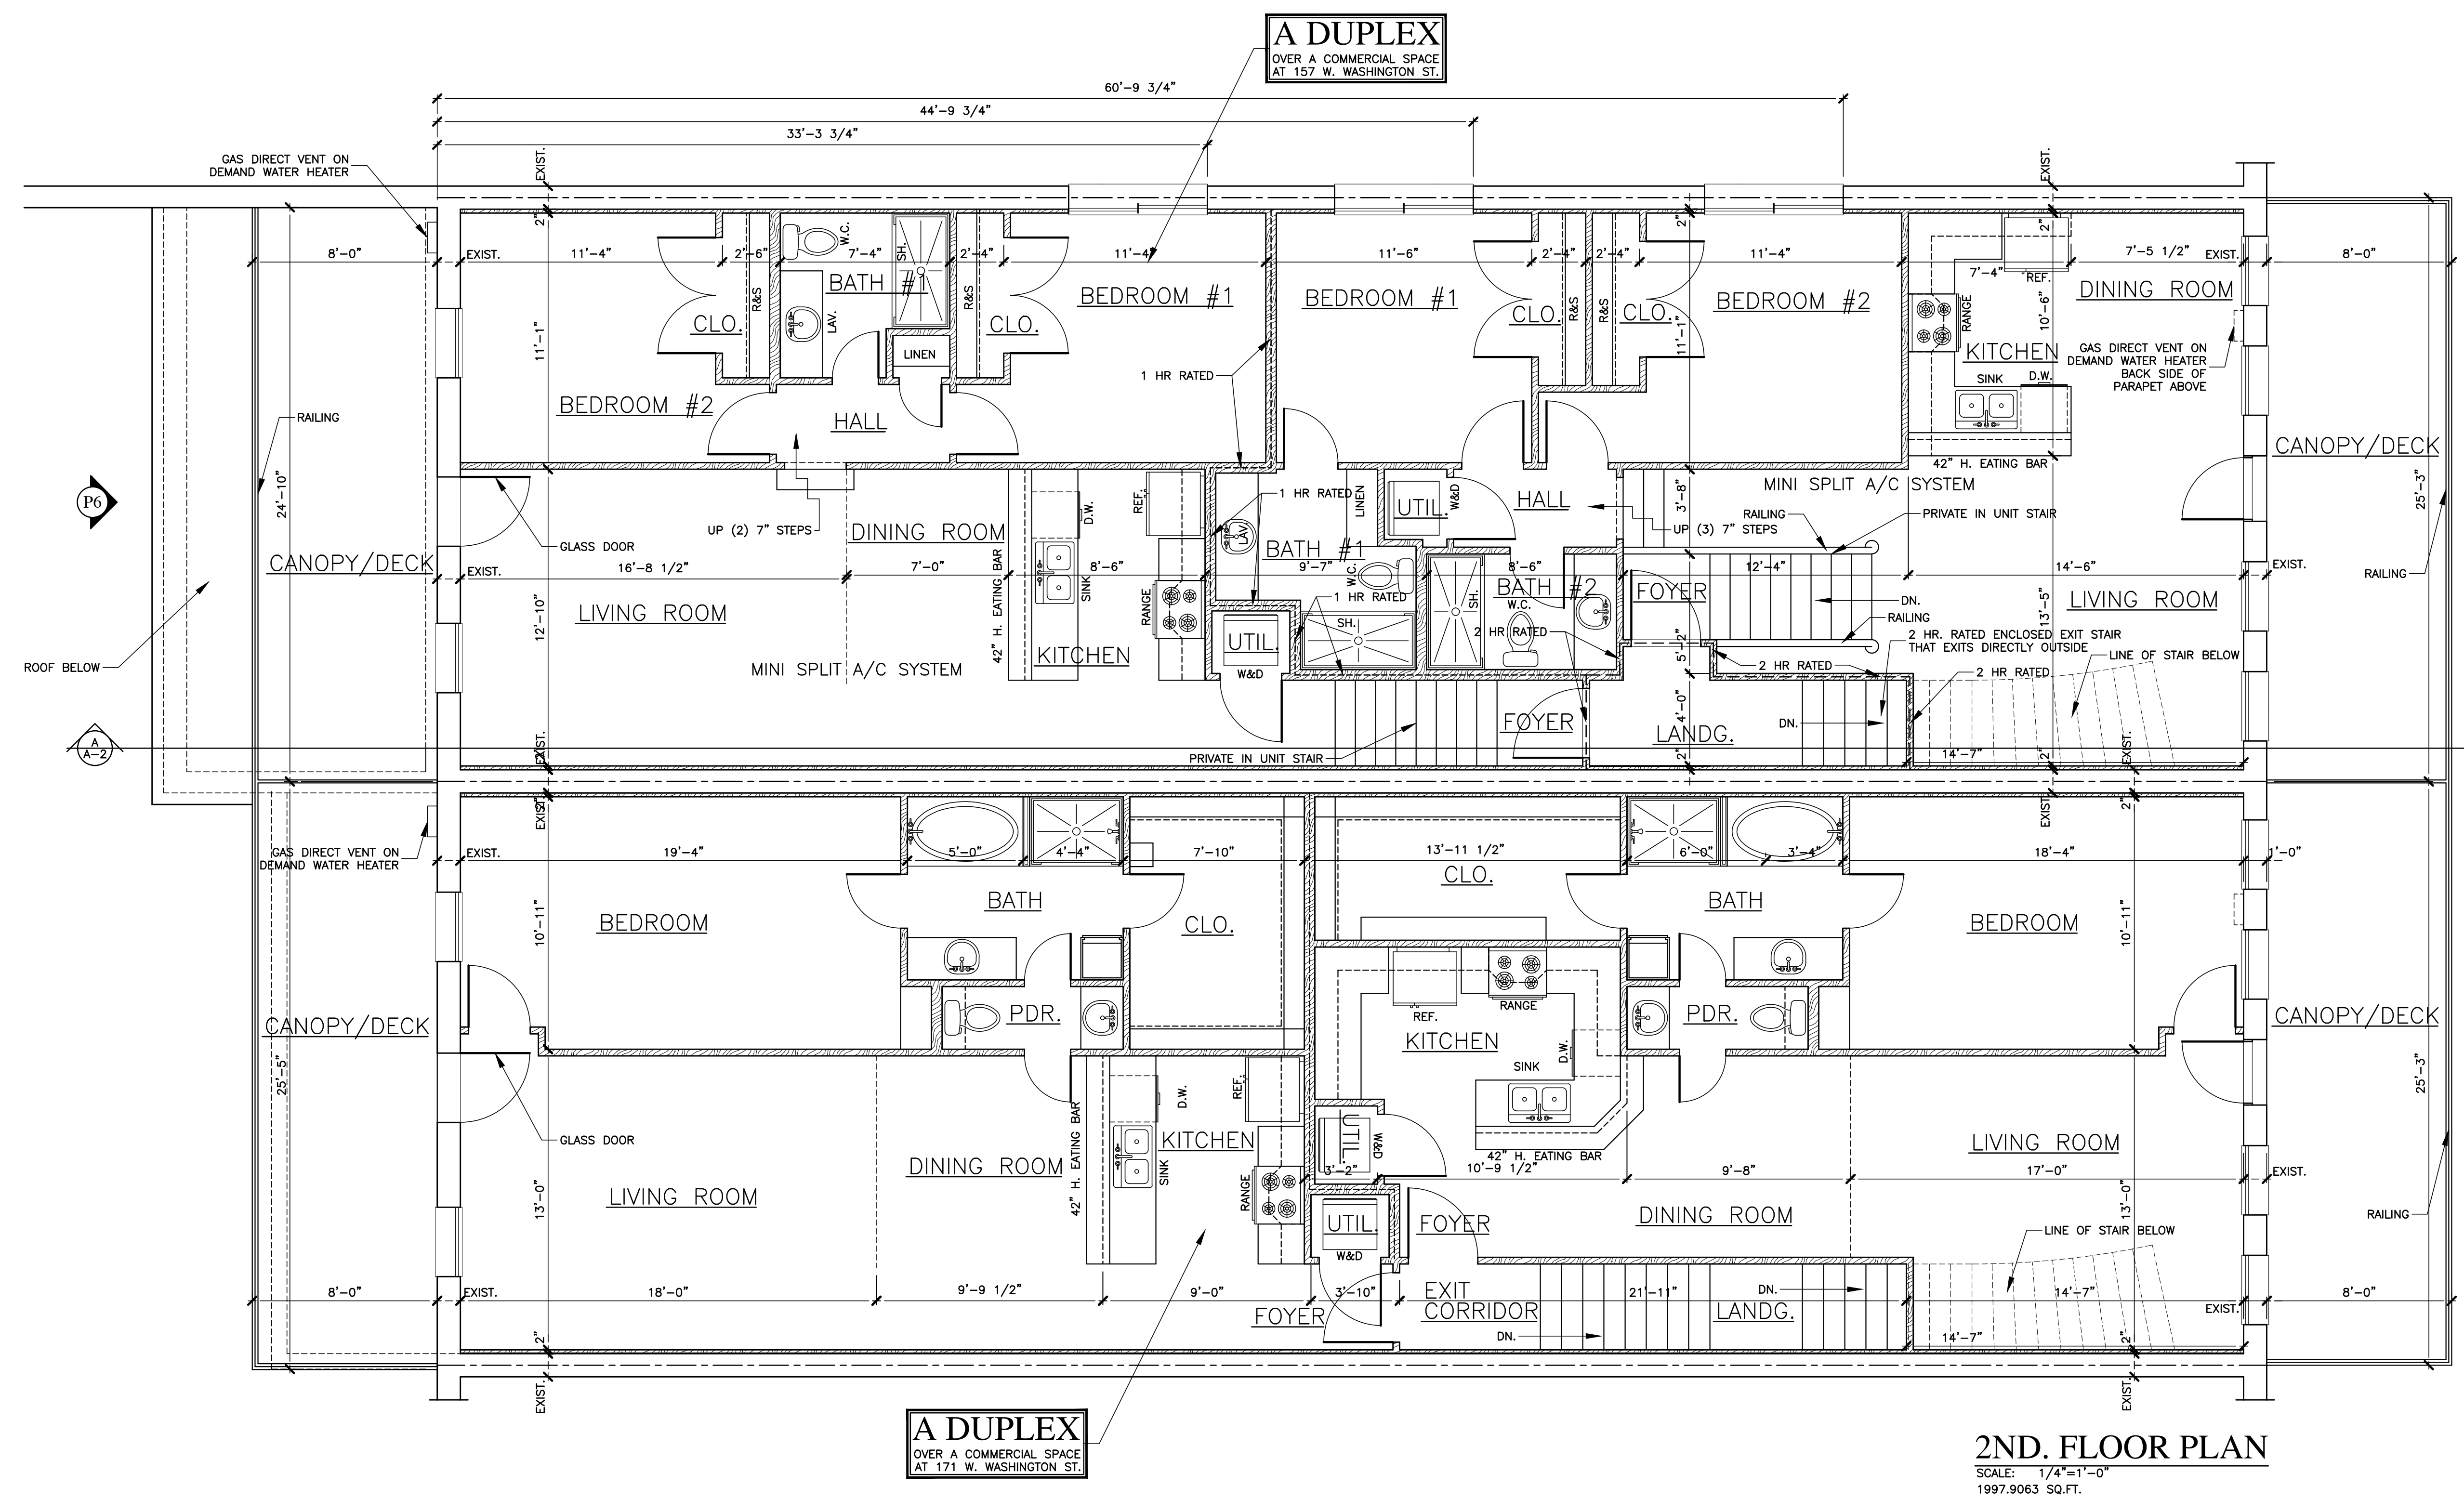 A DUPLEX
OVER A COMMERCIAL SPACE
AT 157 W. WASHINGTON ST.
60'-9 3/4"
44'-9 3/4"
33'-3 3/4"
GAS DIRECT VENT ON
DEMAND WATER HEATER
EXIST.
EXIST.
2"
2"
2"
W.C.
SH.
8'-0"
EXIST.
11'-4"
2'-6"
7'-4"
2'-4"
11'-4"
11'-6"
2'-4"
2'-4"
11'-4"
7'-4"
7'-5 1/2"
EXIST.
8'-0"
REF.
BATH #1
R&S
R&S
R&S
R&S
BEDROOM #1
BEDROOM #1
BEDROOM #2
DINING ROOM
CLO.
LAV.
CLO.
CLO.
CLO.
RANGE
10'-6"
11'-1"
11'-1"
LINEN
KITCHEN
GAS DIRECT VENT ON
DEMAND WATER HEATER
BACK SIDE OF
PARAPET ABOVE
1 HR RATED
SINK
D.W.
BEDROOM #2
HALL
RAILING
CANOPY/DECK
42" H. EATING BAR
MINI SPLIT A/C SYSTEM
P6
24'-10"
25'-3"
REF.
D.W.
1 HR RATED
LINEN
UTIL.
W&D
HALL
3'-8"
RAILING
PRIVATE IN UNIT STAIR
UP (2) 7" STEPS
DINING ROOM
UP (3) 7" STEPS
LAV
GLASS DOOR
BATH #1
CANOPY/DECK
EXIST.
16'-8 1/2"
7'-0"
42" H. EATING BAR
8'-6"
9'-7"
W.C.
8'-6"
12'-4"
14'-6"
EXIST.
RAILING
SINK
BATH #2
FOYER
1 HR RATED
SH.
W.C.
DN.
LIVING ROOM
LIVING ROOM
12'-10"
RANGE
SH.
RAILING
13'-5"
2 HR RATED
2 HR. RATED ENCLOSED EXIT STAIR
THAT EXITS DIRECTLY OUTSIDE
UTIL.
5'-2"
KITCHEN
LINE OF STAIR BELOW
ROOF BELOW
MINI SPLIT A/C SYSTEM
W&D
2 HR RATED
2 HR RATED
FOYER
4'-0"
DN.
LANDG.
A
A-2
EXIST.
2"
PRIVATE IN UNIT STAIR
2"
14'-7"
2"
EXIST.
EXIST.
EXIST.
2"
GAS DIRECT VENT ON
DEMAND WATER HEATER
EXIST.
19'-4"
5'-0"
4'-4"
7'-10"
13'-11 1/2"
6'-0"
3'-4"
18'-4"
1'-0"
CLO.
BATH
BATH
BEDROOM
10'-11"
CLO.
BEDROOM
10'-11"
PDR.
REF.
RANGE
PDR.
CANOPY/DECK
KITCHEN
CANOPY/DECK
D.W.
SINK
25'-5"
25'-3"
REF.
D.W.
GLASS DOOR
42" H. EATING BAR
KITCHEN
UTIL.
W&D
LIVING ROOM
DINING ROOM
SINK
42" H. EATING BAR
3'-2"
10'-9 1/2"
9'-8"
17'-0"
EXIST.
LIVING ROOM
13'-0"
RANGE
13'-0"
UTIL.
FOYER
DINING ROOM
RAILING
W&D
LINE OF STAIR BELOW
8'-0"
EXIST.
18'-0"
9'-9 1/2"
9'-0"
3'-10"
EXIT
CORRIDOR
21'-11"
DN.
14'-7"
8'-0"
EXIST.
FOYER
LANDG.
DN.
14'-7"
2"
2"
EXIST.
EXIST.
A DUPLEX
OVER A COMMERCIAL SPACE
AT 171 W. WASHINGTON ST.
2ND. FLOOR PLAN
SCALE: 1/4"=1'-0"
1997.9063 SQ.FT.